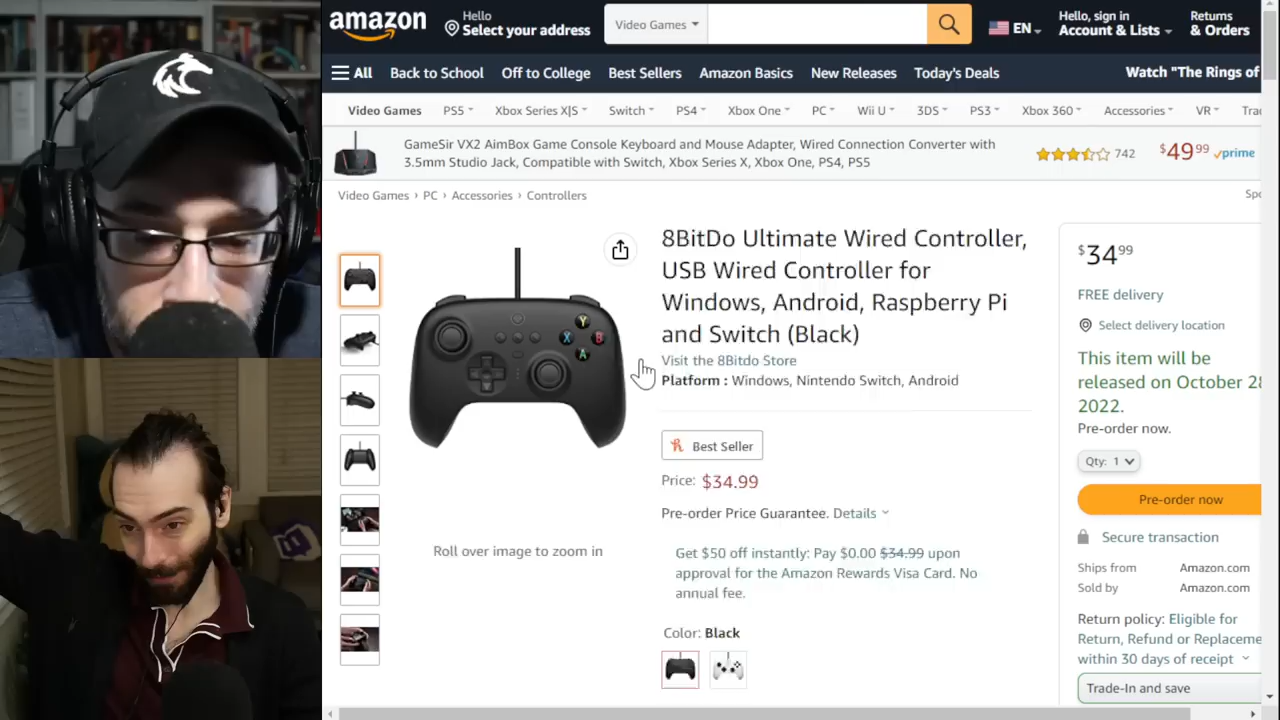 amazon
Hello
Select your address
Video Games
EN
Hello, sign in
Account & Lists
Returns
& Orders
All
Back to School
Off to College
Best Sellers
Amazon Basics
New Releases
Today's Deals
Watch "The Rings of
Video Games
PS5
Xbox Series X|S
Switch
PS4
Xbox One
PC
Wii U
3DS
PS3
Xbox 360
Accessories
VR
Tra
GameSir VX2 AimBox Game Console Keyboard and Mouse Adapter, Wired Connection Converter with
3.5mm Studio Jack, Compatible with Switch, Xbox Series X, Xbox One, PS4, PS5
742
$49 99
prime
Video Games › PC › Accessories › Controllers
Spo
8BitDo Ultimate Wired Controller,
USB Wired Controller for
Windows, Android, Raspberry Pi
and Switch (Black)
Visit the 8Bitdo Store
Platform : Windows, Nintendo Switch, Android
Best Seller
Price: $34.99
Pre-order Price Guarantee. Details
Get $50 off instantly: Pay $0.00 $34.99 upon
approval for the Amazon Rewards Visa Card. No
annual fee.
Color: Black
Y
X
B
A
Roll over image to zoom in
$34 99
FREE delivery
Select delivery location
This item will be
released on October 28
2022.
Pre-order now.
Qty: 1
Pre-order now
Secure transaction
Ships from Amazon.com
Sold by Amazon.com
Return policy: Eligible for
Return, Refund or Replaceme
within 30 days of receipt
Trade-In and save